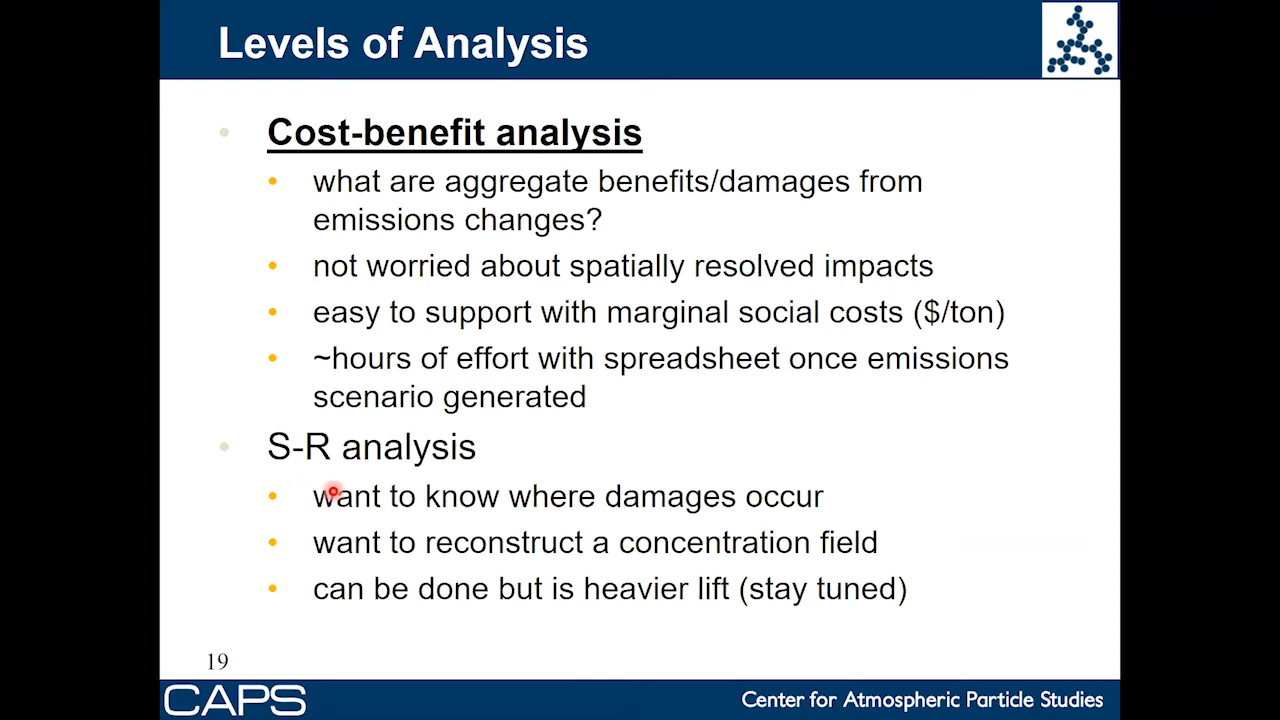 Levels of Analysis
• Cost-benefit analysis
• what are aggregate benefits/damages from
emissions changes?
• not worried about spatially resolved impacts
• easy to support with marginal social costs ($/ton)
• ~hours of effort with spreadsheet once emissions
scenario generated
• S-R analysis
• want to know where damages occur
• want to reconstruct a concentration field
• can be done but is heavier lift (stay tuned)
19
CAPS
Center for Atmospheric Particle Studies